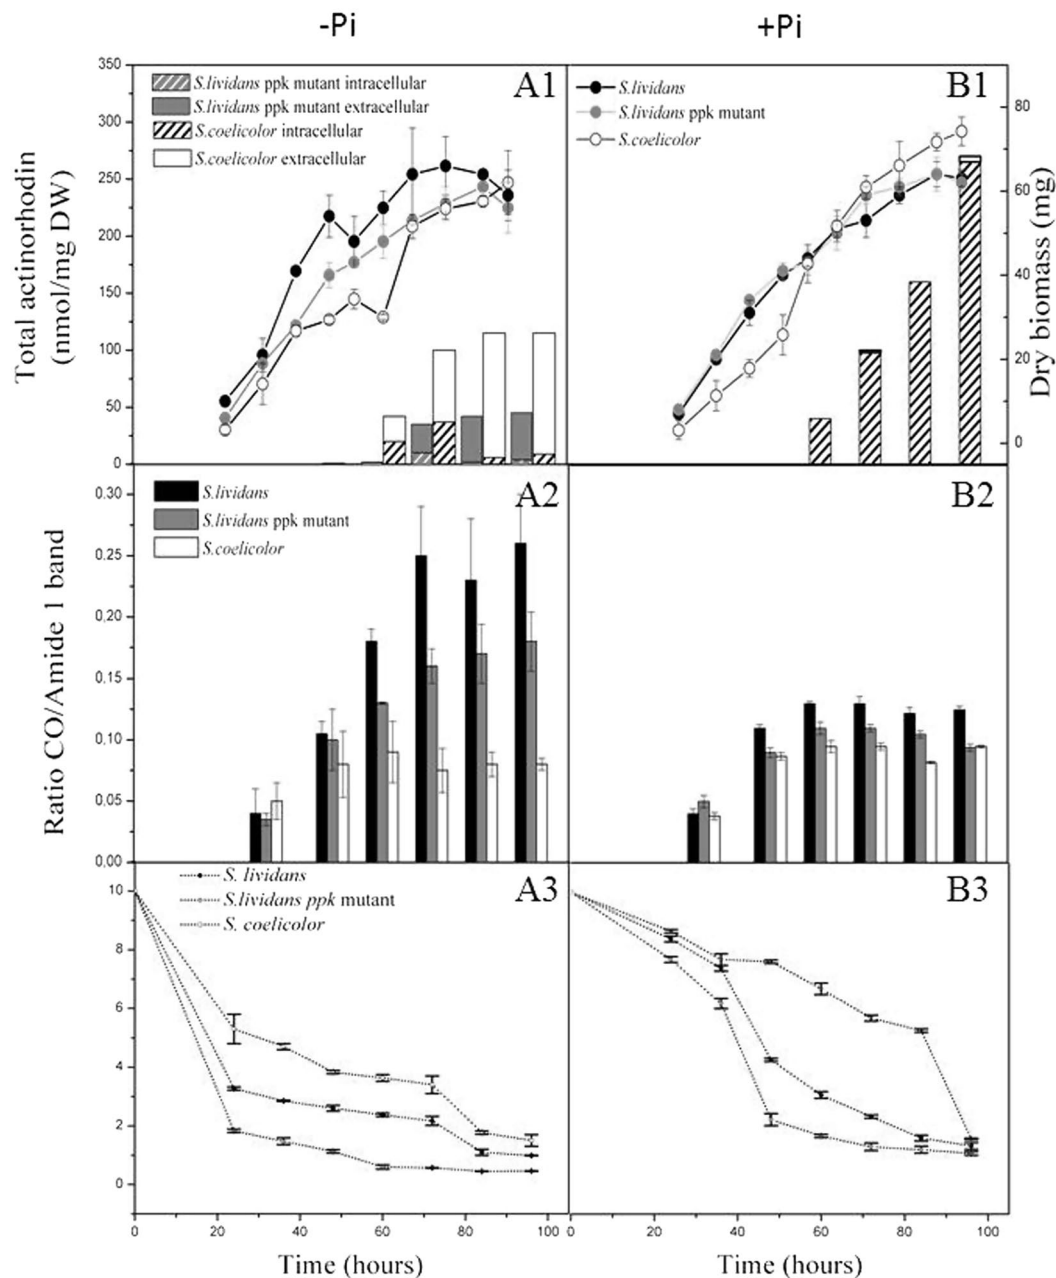 -Pi
+Pi
A1
S.lividans ppk mutant intracellular
S.lividans ppk mutant extracellular
S.coelicolor intracellular
S.coelicolor extracellular
350
300
250
200
150
100
50
0
Total actinorhodin
(nmol/mg DW)
B1
S.lividans
S.lividans ppk mutant
S.coelicolor
80
60
40
20
0
Dry biomass (mg)
A2
S.lividans
S.lividans ppk mutant
S.coelicolor
0.30
0.25
0,20
0.15
0.10
0.05
0,00
Ratio CO/Amide 1 band
B2
A3
S. lividans
S.lividans ppk mutant
S. coelicolor
10
8
6
4
2
0
B3
0 20 40 60 80 100
0 20 40 60 80 100
Time (hours)
Time (hours)